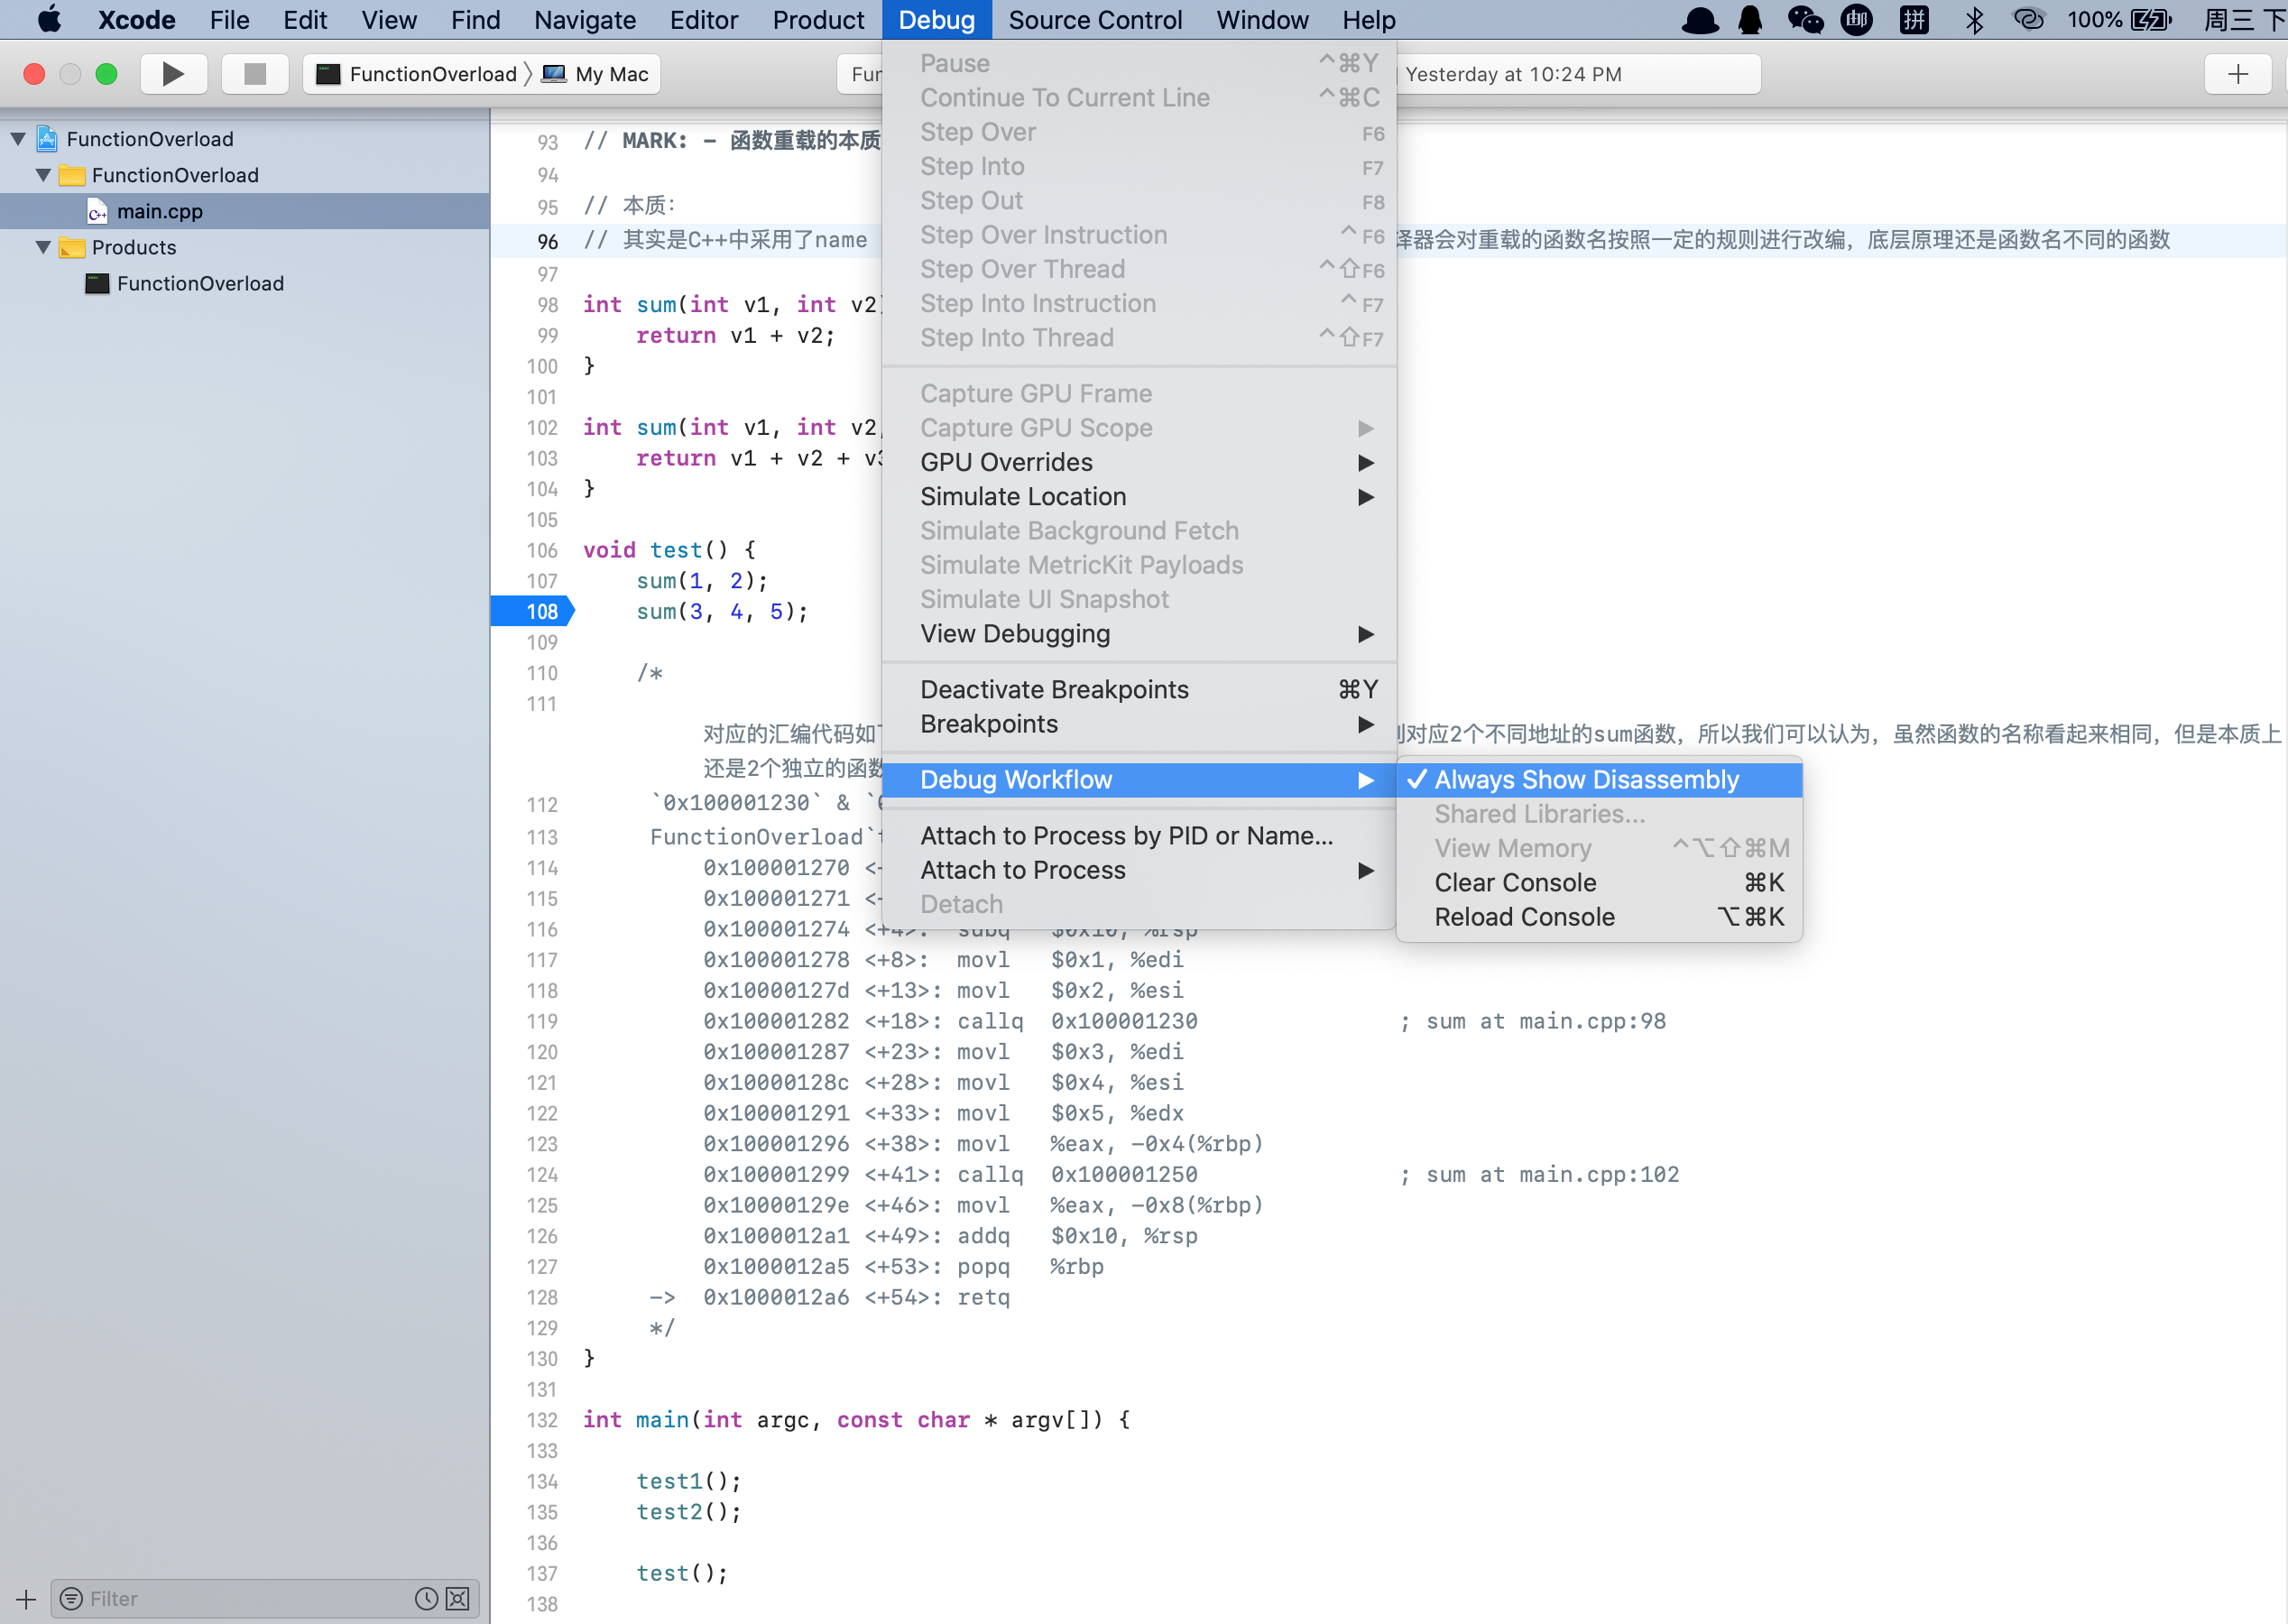 Xcode File Edit View Find Navigate Editor Product Debug Source Control Window Help 100% 周三 下
FunctionOverload My Mac Yesterday at 10:24 PM
FunctionOverload
FunctionOverload
main.cpp
Products
FunctionOverload
Filter
93 // MARK: - 函数重载的本质
94
95 // 本质：
96 // 其实是C++中采用了name 译器会对重载的函数名按照一定的规则进行改编，底层原理还是函数名不同的函数
97
98 int sum(int v1, int v2
99 return v1 + v2;
100 }
101
102 int sum(int v1, int v2,
103 return v1 + v2 + v3
104 }
105
106 void test() {
107 sum(1, 2);
108 sum(3, 4, 5);
109
110 /*
111
对应的汇编代码如 对应2个不同地址的sum函数，所以我们可以认为，虽然函数的名称看起来相同，但是本质上
还是2个独立的函数
112 `0x100001230` & `
113 FunctionOverload`
114 0x100001270 <+
115 0x100001271 <+
116 0x100001274 <+4>: subq $0x10, %rsp
117 0x100001278 <+8>: movl $0x1, %edi
118 0x10000127d <+13>: movl $0x2, %esi
119 0x100001282 <+18>: callq 0x100001230 ; sum at main.cpp:98
120 0x100001287 <+23>: movl $0x3, %edi
121 0x10000128c <+28>: movl $0x4, %esi
122 0x100001291 <+33>: movl $0x5, %edx
123 0x100001296 <+38>: movl %eax, -0x4(%rbp)
124 0x100001299 <+41>: callq 0x100001250 ; sum at main.cpp:102
125 0x10000129e <+46>: movl %eax, -0x8(%rbp)
126 0x1000012a1 <+49>: addq $0x10, %rsp
127 0x1000012a5 <+53>: popq %rbp
128 -> 0x1000012a6 <+54>: retq
129 */
130 }
131
132 int main(int argc, const char * argv[]) {
133
134 test1();
135 test2();
136
137 test();
138
Pause ⌃⌘Y
Continue To Current Line ⌃⌘C
Step Over F6
Step Into F7
Step Out F8
Step Over Instruction ⌃F6
Step Over Thread ⌃⇧F6
Step Into Instruction ⌃F7
Step Into Thread ⌃⇧F7
Capture GPU Frame
Capture GPU Scope
GPU Overrides
Simulate Location
Simulate Background Fetch
Simulate MetricKit Payloads
Simulate UI Snapshot
View Debugging
Deactivate Breakpoints ⌘Y
Breakpoints
Debug Workflow
Attach to Process by PID or Name...
Attach to Process
Detach
✓ Always Show Disassembly
Shared Libraries...
View Memory ⌃⌥⇧⌘M
Clear Console ⌘K
Reload Console ⌥⌘K